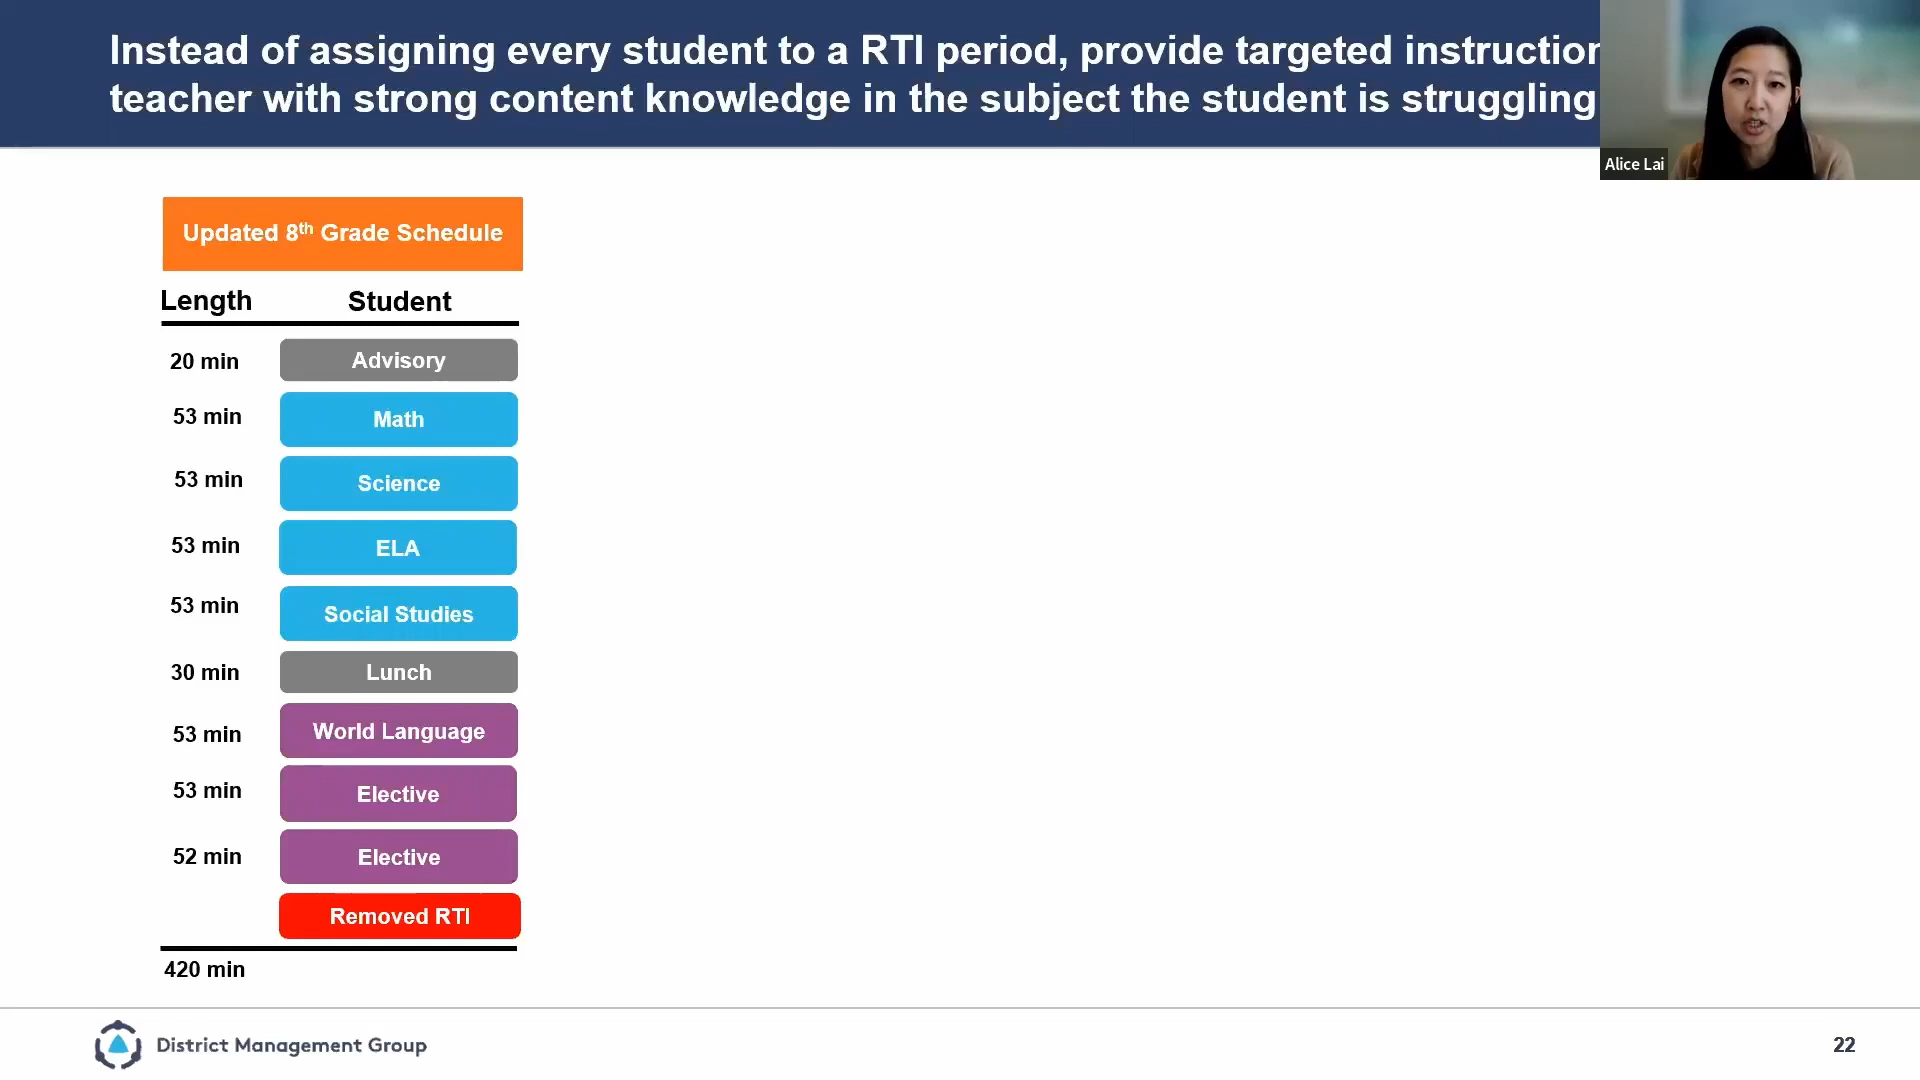 Instead of assigning every student to a RTI period, provide targeted instruction
teacher with strong content knowledge in the subject the student is struggling
Alice Lai
Updated 8th Grade Schedule
Length Student
20 min Advisory
53 min Math
53 min Science
53 min ELA
53 min Social Studies
30 min Lunch
53 min World Language
53 min Elective
52 min Elective
Removed RTI
420 min
District Management Group
22